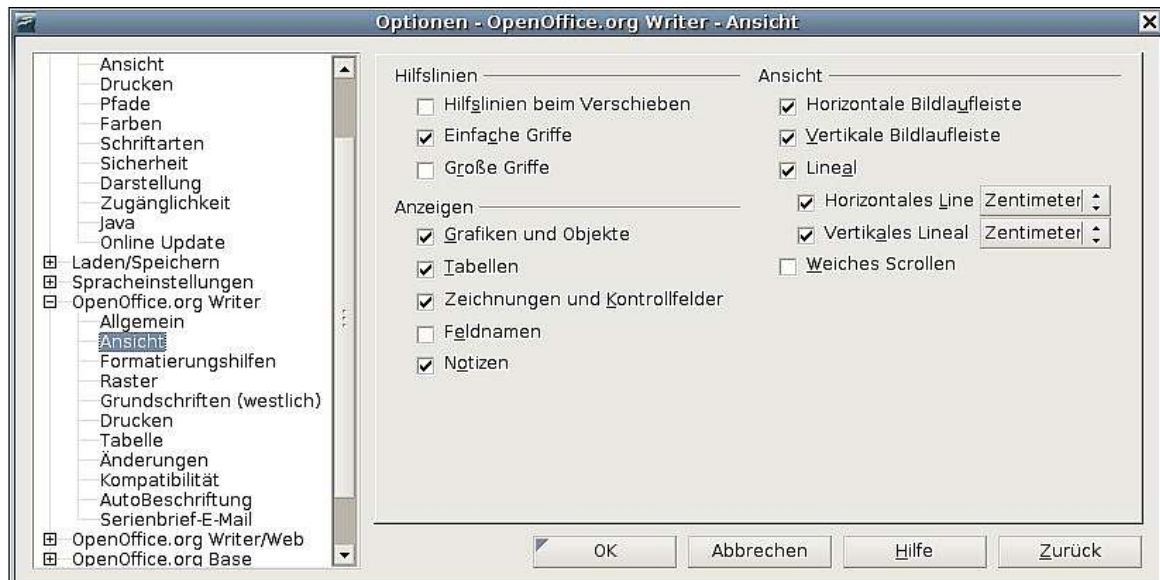 Optionen - OpenOffice.org Writer - Ansicht
Ansicht
Drucken
Pfade
Farben
Schriftarten
Sicherheit
Darstellung
Zugänglichkeit
Java
Online Update
Laden/Speichern
Spracheinstellungen
OpenOffice.org Writer
Allgemein
Ansicht
Formatierungshilfen
Raster
Grundschriften (westlich)
Drucken
Tabelle
Änderungen
Kompatibilität
AutoBeschriftung
Serienbrief-E-Mail
OpenOffice.org Writer/Web
OpenOffice.org Base
Hilfslinien
Hilfslinien beim Verschieben
Einfache Griffe
Große Griffe
Anzeigen
Grafiken und Objekte
Tabellen
Zeichnungen und Kontrollfelder
Feldnamen
Notizen
Ansicht
Horizontale Bildlaufleiste
Vertikale Bildlaufleiste
Lineal
Horizontales Line Zentimeter
Vertikales Lineal Zentimeter
Weiches Scrollen
OK Abbrechen Hilfe Zurück